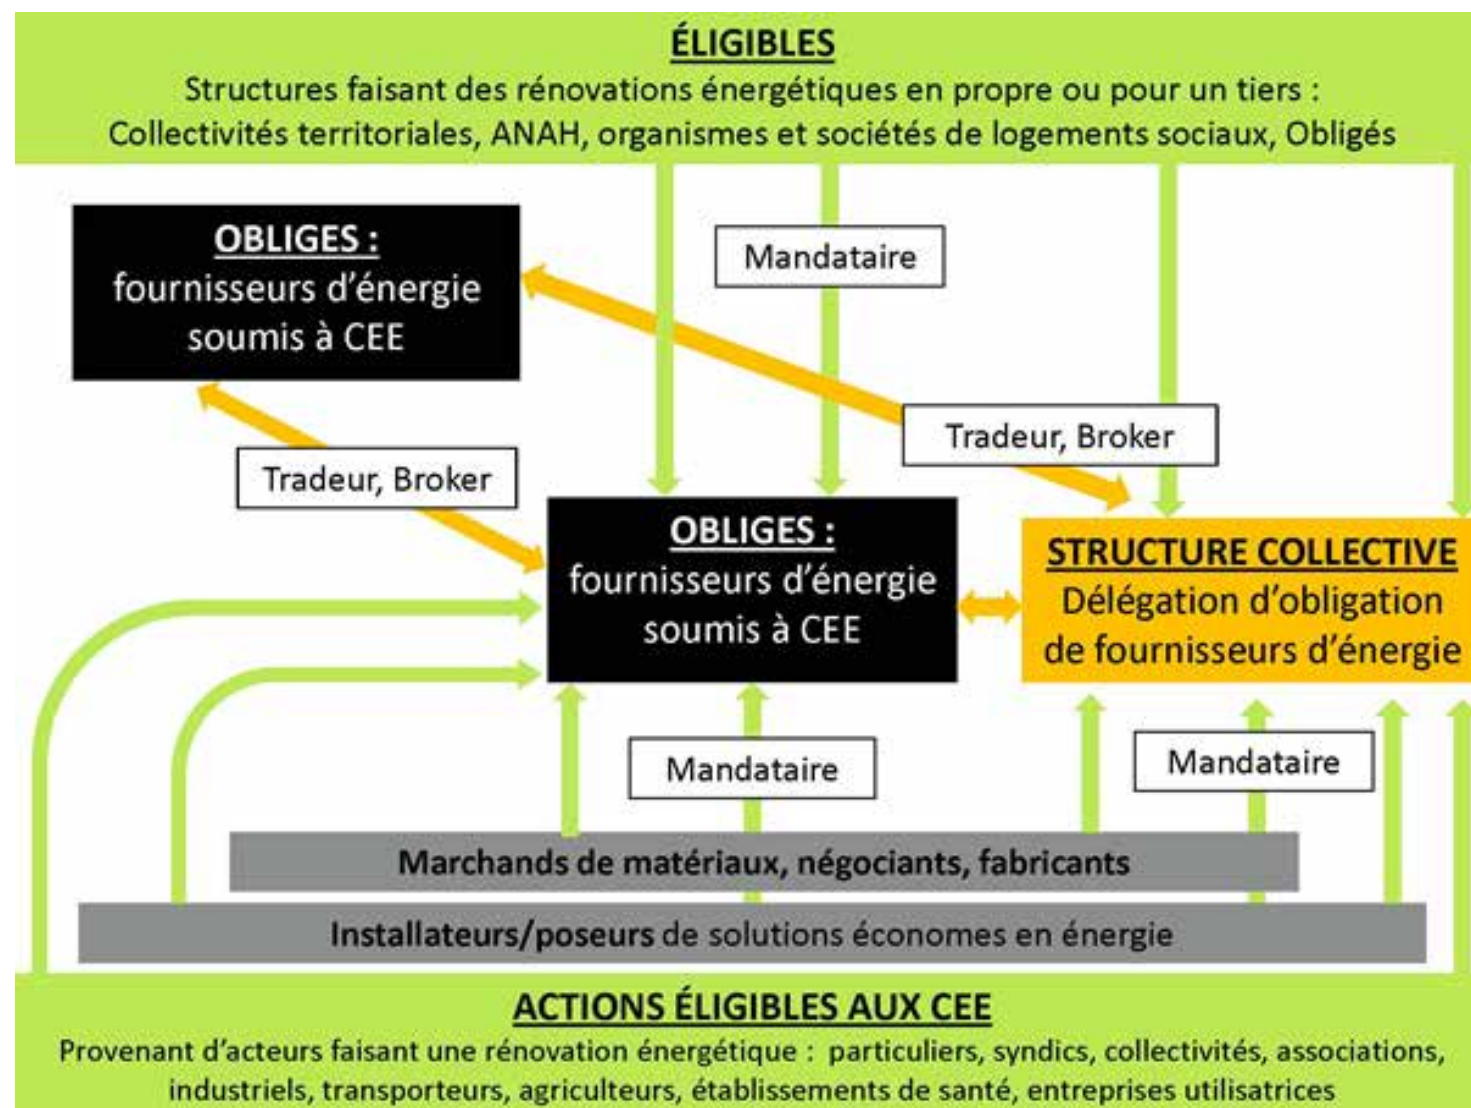 ÉLIGIBLES
Structures faisant des rénovations énergétiques en propre ou pour un tiers :
Collectivités territoriales, ANAH, organismes et sociétés de logements sociaux, Obligés
OBLIGES :
fournisseurs d'énergie
soumis à CEE
Mandataire
Tradeur, Broker
Tradeur, Broker
OBLIGES :
fournisseurs d'énergie
soumis à CEE
STRUCTURE COLLECTIVE
Délégation d'obligation
de fournisseurs d'énergie
Mandataire
Mandataire
Marchands de matériaux, négociants, fabricants
Installateurs/poseurs de solutions économes en énergie
ACTIONS ÉLIGIBLES AUX CEE
Provenant d'acteurs faisant une rénovation énergétique : particuliers, syndics, collectivités, associations,
industriels, transporteurs, agriculteurs, établissements de santé, entreprises utilisatrices